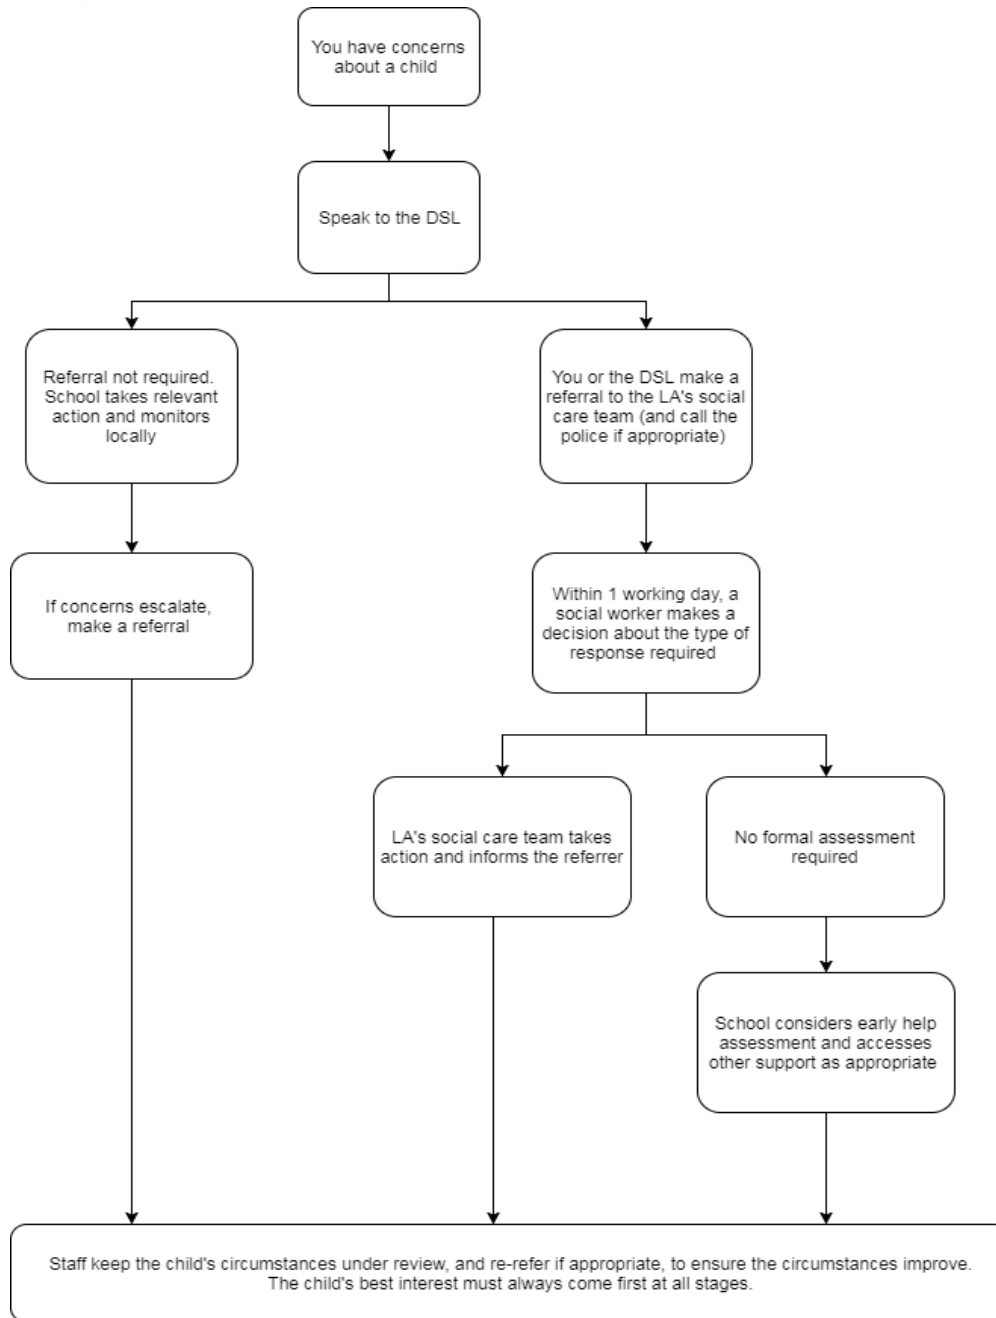 You have concerns
about a child
Speak to the DSL
Referral not required.
School takes relevant
action and monitors
locally
You or the DSL make a
referral to the LA's social
care team (and call the
police if appropriate)
If concerns escalate,
make a referral
Within 1 working day, a
social worker makes a
decision about the type of
response required
LA's social care team takes
action and informs the referrer
No formal assessment
required
School considers early help
assessment and accesses
other support as appropriate
Staff keep the child's circumstances under review, and re-refer if appropriate, to ensure the circumstances improve.
The child's best interest must always come first at all stages.